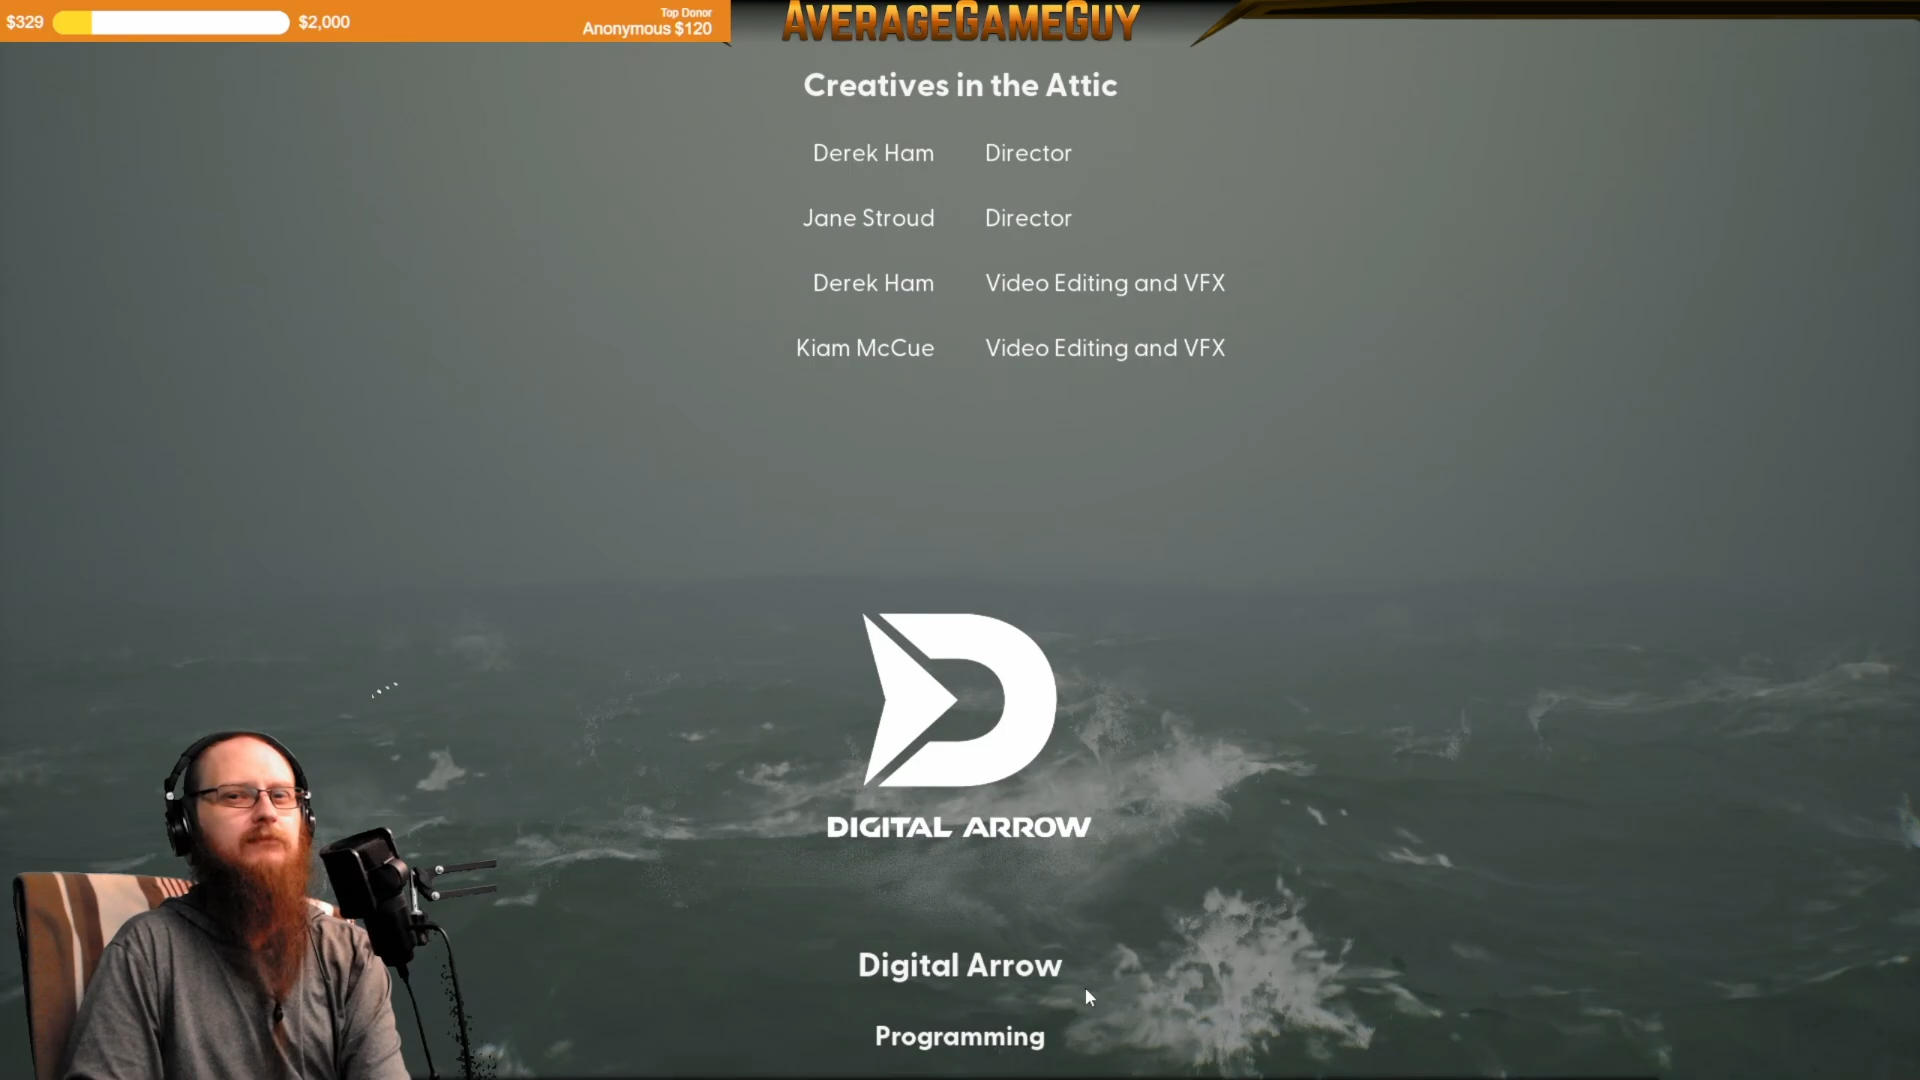 $329 $2,000
Top Donor
Anonymous $120
AVERAGEGAMEGUY
Creatives in the Attic
Derek Ham Director
Jane Stroud Director
Derek Ham Video Editing and VFX
Kiam McCue Video Editing and VFX
DIGITAL ARROW
Digital Arrow
Programming